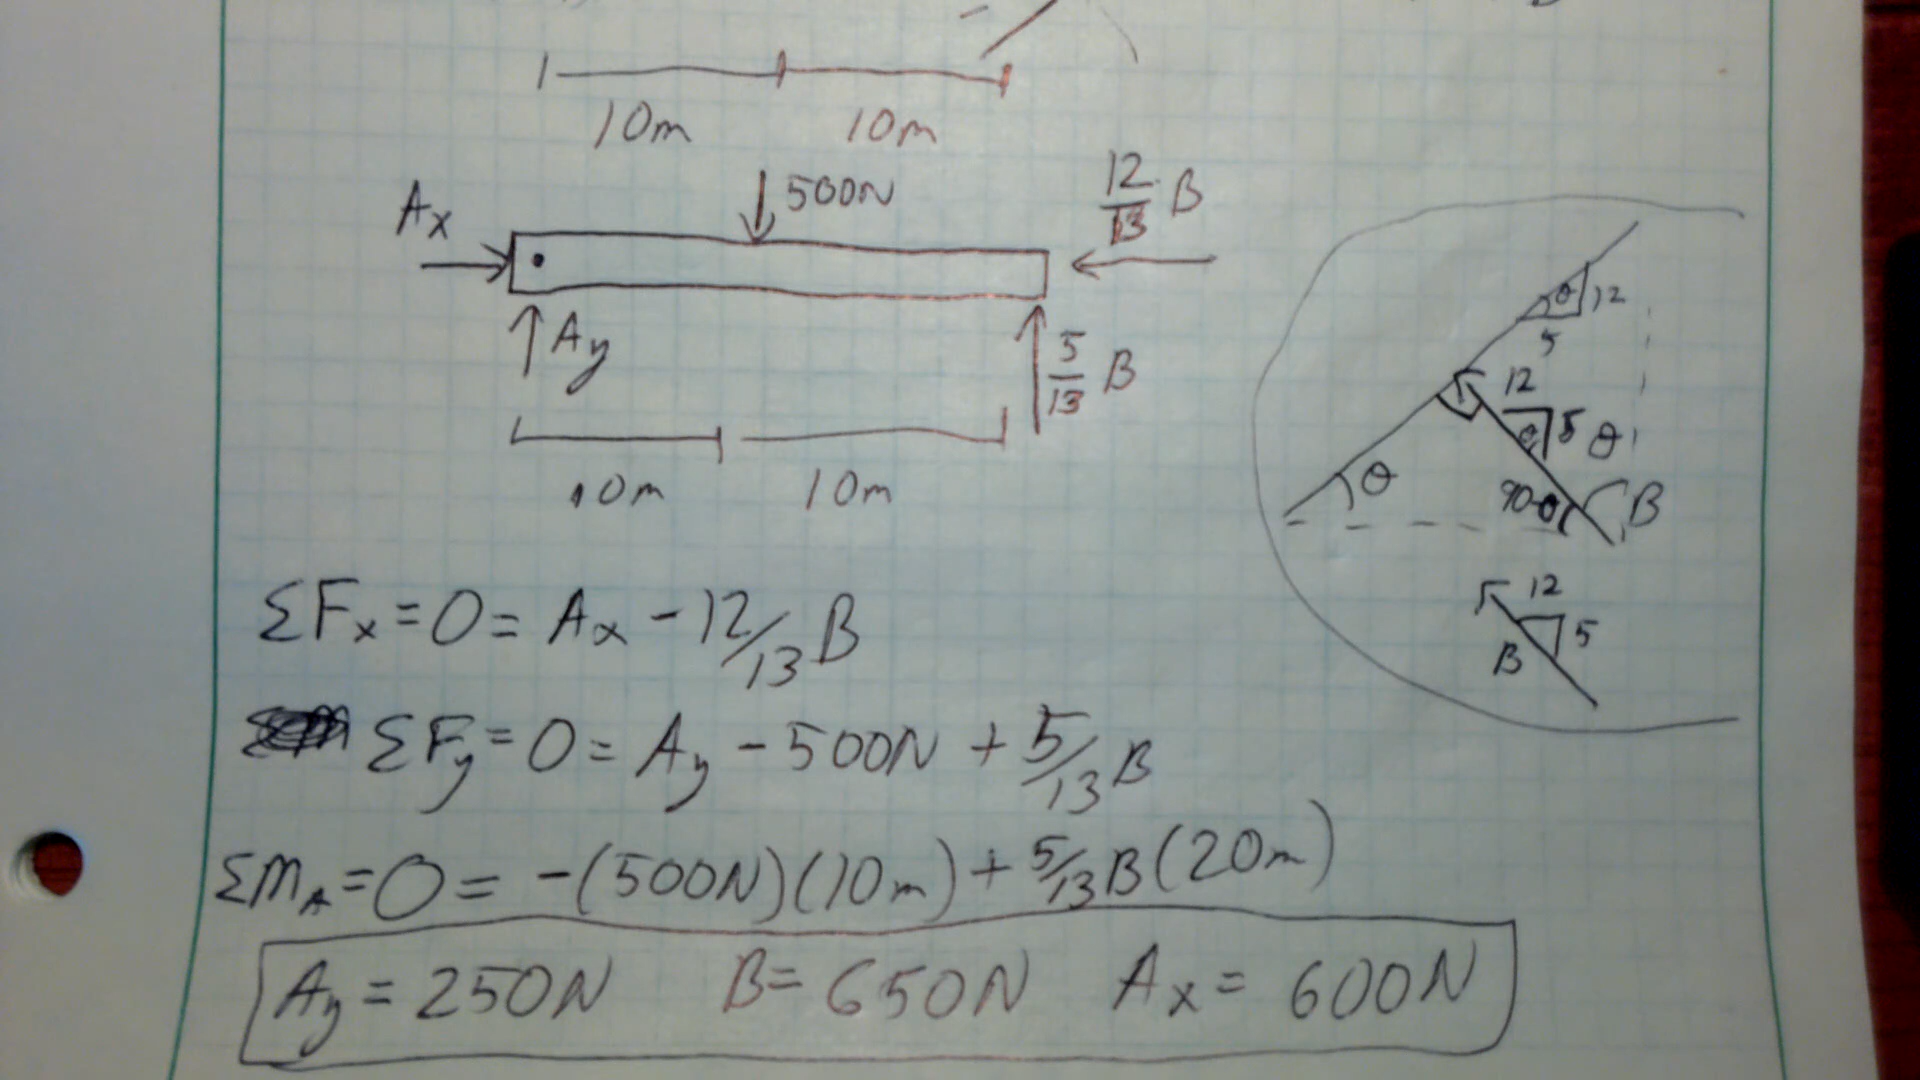 10m 10m
500N
Ax
12/13 B
Ay
5/13 B
10m 10m
θ 12
5
12
θ 5 θ
θ
90-θ B
12
5
B
ΣFx = 0 = Ax - 12/13 B
ΣFy = 0 = Ay - 500N + 5/13 B
ΣMA = 0 = -(500N)(10m) + 5/13 B(20m)
Ay = 250N B = 650N Ax = 600N